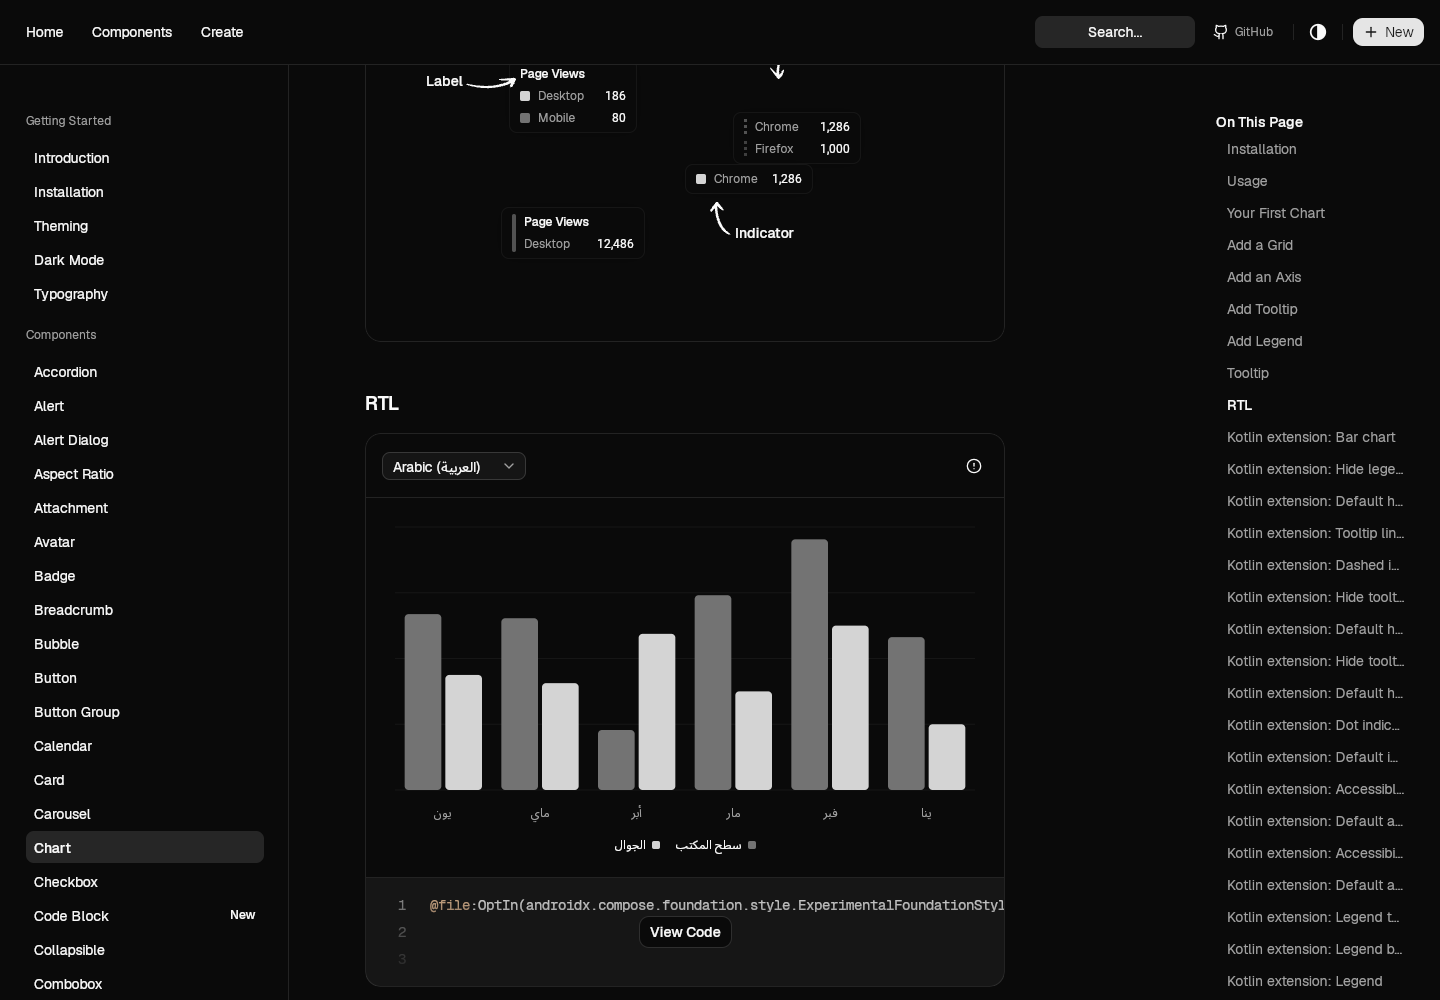 Home
Components
Create
Search...
GitHub
New
Getting Started
Introduction
Installation
Theming
Dark Mode
Typography
Components
Accordion
Alert
Alert Dialog
Aspect Ratio
Attachment
Avatar
Badge
Breadcrumb
Bubble
Button
Button Group
Calendar
Card
Carousel
Chart
Checkbox
Code Block New
Collapsible
Combobox
Label
Page Views
Desktop 186
Mobile 80
Chrome 1,286
Firefox 1,000
Chrome 1,286
Indicator
Page Views
Desktop 12,486
RTL
Arabic (العربية)
يون
ماي
أبر
مار
فبر
ينا
سطح المكتب
الجوال
1 @file:OptIn(androidx.compose.foundation.style.ExperimentalFoundationStyl
2
3
View Code
On This Page
Installation
Usage
Your First Chart
Add a Grid
Add an Axis
Add Tooltip
Add Legend
Tooltip
RTL
Kotlin extension: Bar chart
Kotlin extension: Hide lege...
Kotlin extension: Default h...
Kotlin extension: Tooltip lin...
Kotlin extension: Dashed i...
Kotlin extension: Hide toolt...
Kotlin extension: Default h...
Kotlin extension: Hide toolt...
Kotlin extension: Default h...
Kotlin extension: Dot indic...
Kotlin extension: Default i...
Kotlin extension: Accessibl...
Kotlin extension: Default a...
Kotlin extension: Accessibi...
Kotlin extension: Default a...
Kotlin extension: Legend t...
Kotlin extension: Legend b...
Kotlin extension: Legend